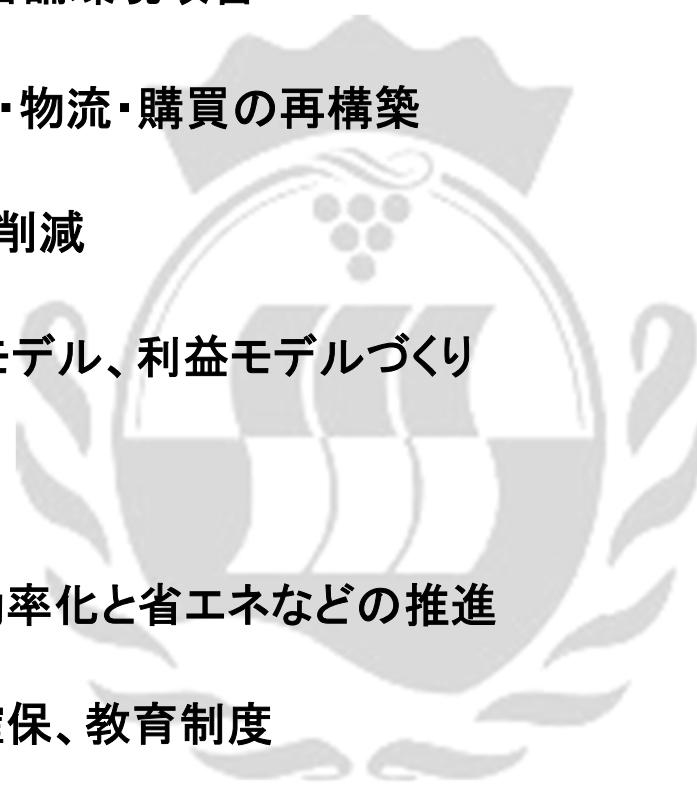 ・物流・購買の再構築
削減
モデル、利益モデルづくり
率化と省エネなどの推進
保、教育制度